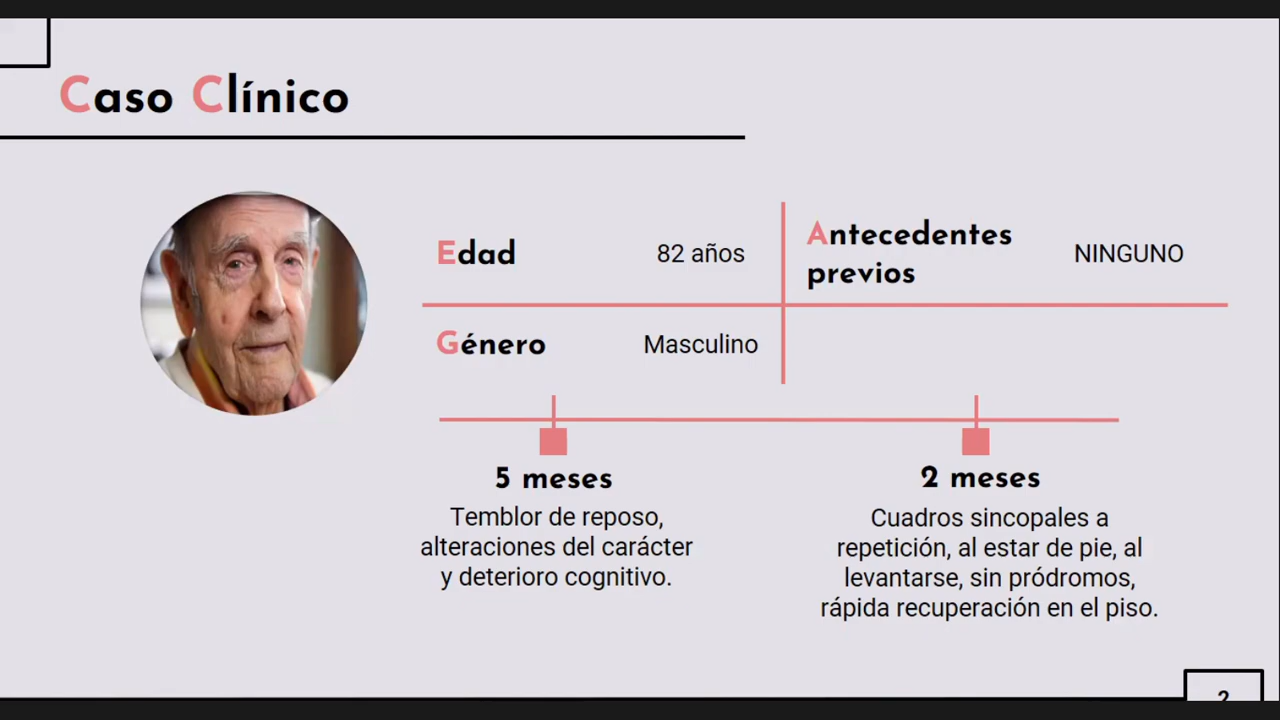 Caso Clínico
Edad
82 años
Antecedentes
previos
NINGUNO
Género
Masculino
5 meses
Temblor de reposo,
alteraciones del carácter
y deterioro cognitivo.
2 meses
Cuadros sincopales a
repetición, al estar de pie, al
levantarse, sin pródromos,
rápida recuperación en el piso.
2